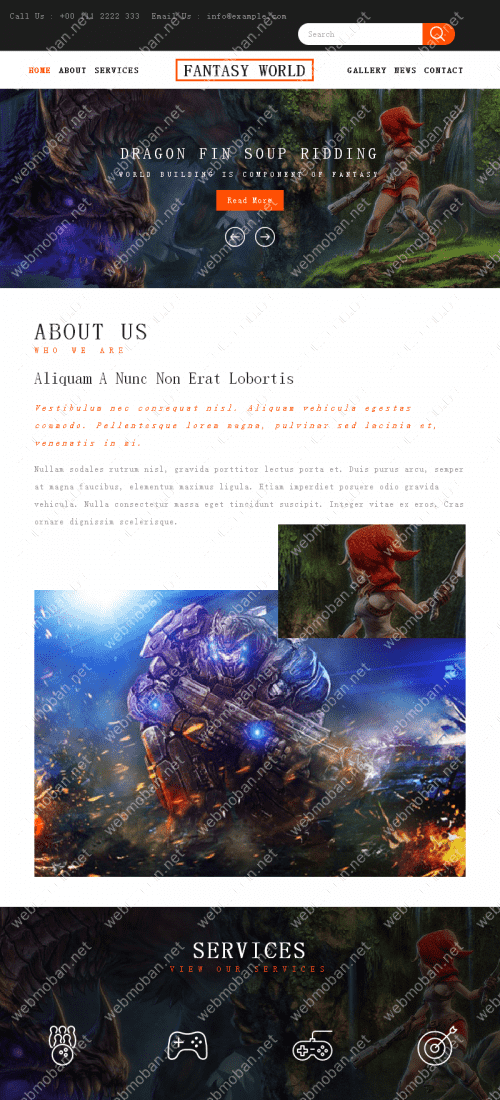 Call Us : +00 111 2222 333 Email Us : info@example.com
Search
HOME ABOUT SERVICES FANTASY WORLD GALLERY NEWS CONTACT
DRAGON FIN SOUP RIDDING
WORLD BUILDING IS COMPONENT OF FANTASY
Read More
ABOUT US
WHO WE ARE
Aliquam A Nunc Non Erat Lobortis
Vestibulum nec consequat nisl. Aliquam vehicula egestas
commodo. Pellentesque lorem magna, pulvinar sed lacinia et,
venenatis in mi.
Nullam sodales rutrum nisl, gravida porttitor lectus porta et. Duis purus arcu, semper
at magna faucibus, elementum maximus ligula. Etiam imperdiet posuere odio gravida
vehicula. Nulla consectetur massa eget tincidunt suscipit. Integer vitae ex eros. Cras
ornare dignissim scelerisque.
SERVICES
VIEW OUR SERVICES
webmoban.net